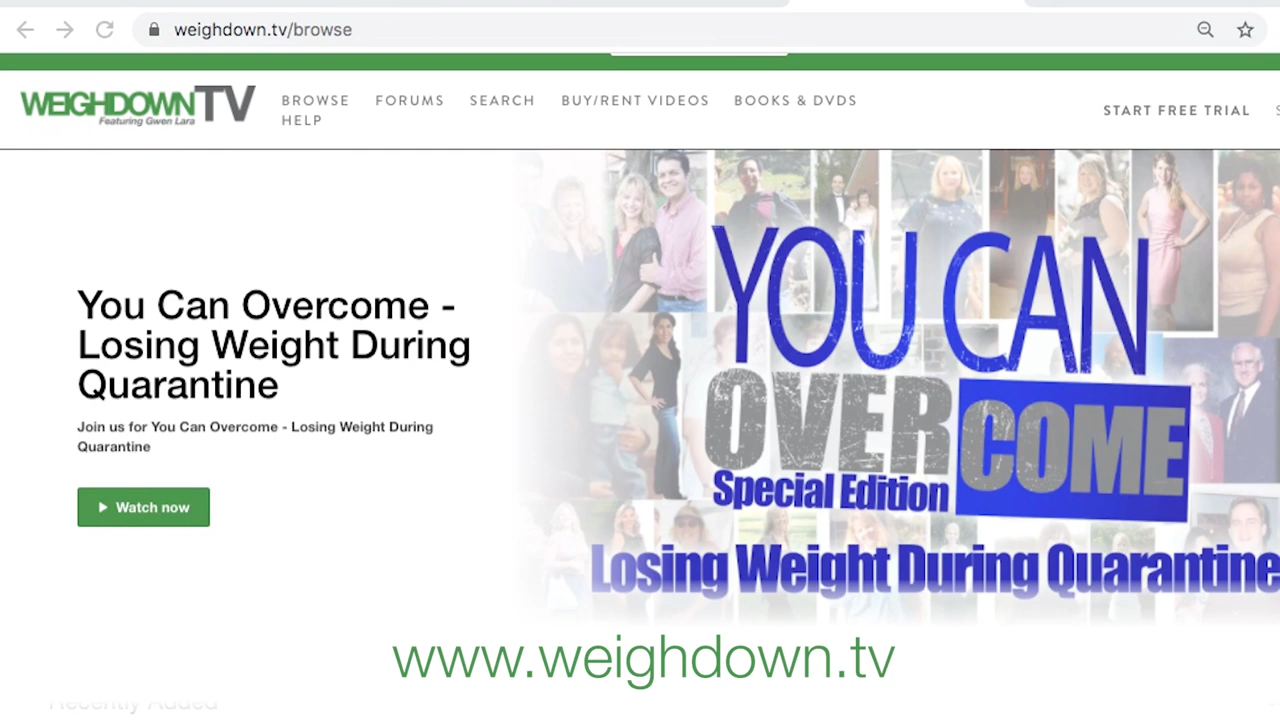 weighdown.tv/browse
WEIGHDOWNTV
Featuring Gwen Lara
BROWSE FORUMS SEARCH BUY/RENT VIDEOS BOOKS & DVDS
HELP
START FREE TRIAL
You Can Overcome -
Losing Weight During
Quarantine
Join us for You Can Overcome - Losing Weight During
Quarantine
Watch now
YOU CAN
OVERCOME
Special Edition
Losing Weight During Quarantine
www.weighdown.tv
Recently Added